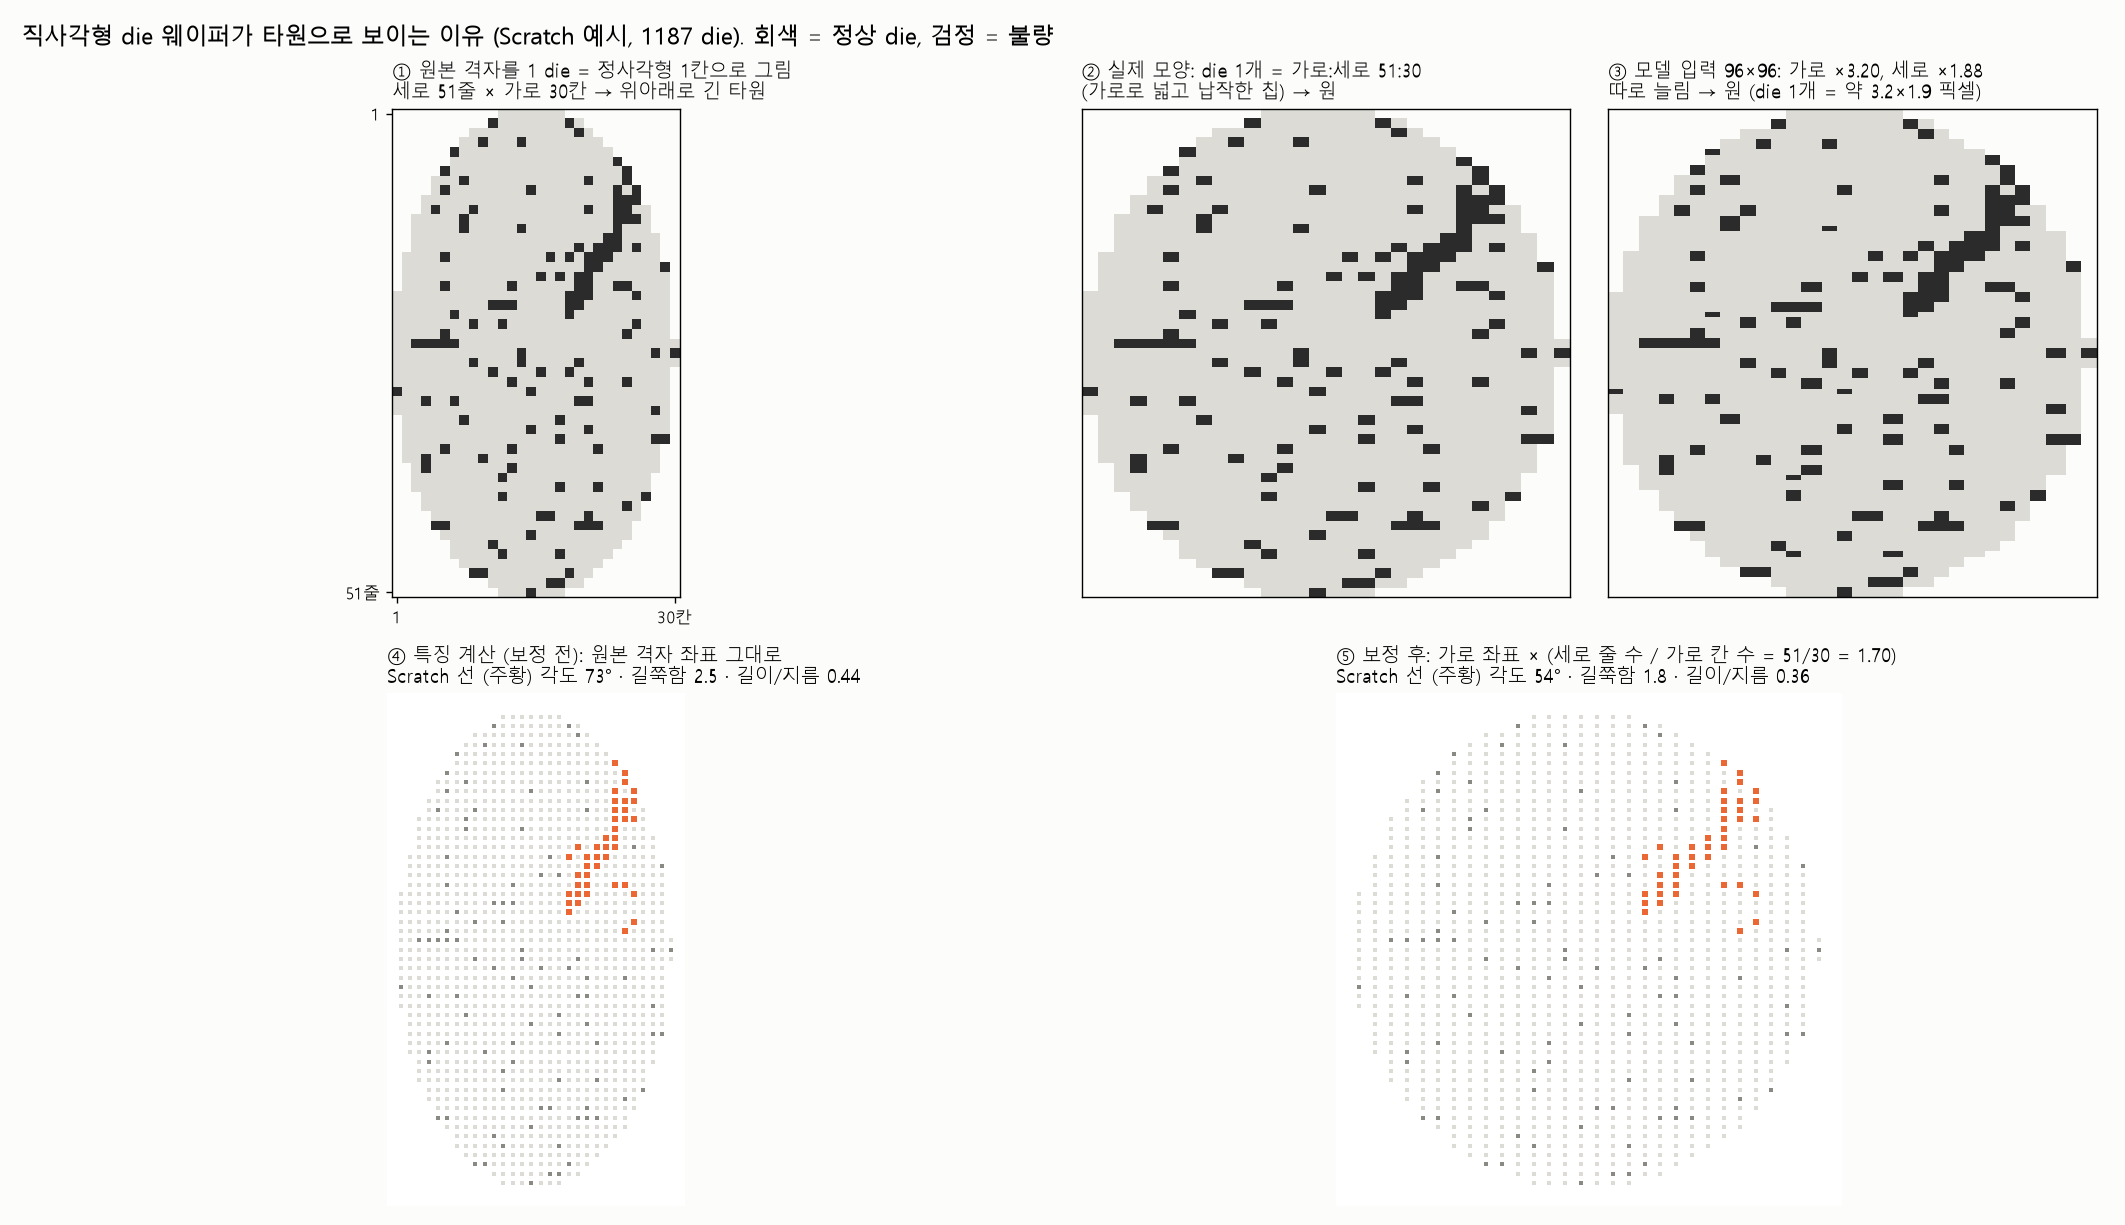 직사각형 die 웨이퍼가 타원으로 보이는 이유 (Scratch 예시, 1187 die). 회색 = 정상 die, 검정 = 불량
① 원본 격자를 1 die = 정사각형 1칸으로 그림
세로 51줄 × 가로 30칸 → 위아래로 긴 타원
② 실제 모양: die 1개 = 가로:세로 51:30
(가로로 넓고 납작한 칩) → 원
③ 모델 입력 96×96: 가로 ×3.20, 세로 ×1.88
따로 늘림 → 원 (die 1개 = 약 3.2×1.9 픽셀)
1
51줄
1
30칸
④ 특징 계산 (보정 전): 원본 격자 좌표 그대로
Scratch 선 (주황) 각도 73° · 길쭉함 2.5 · 길이/지름 0.44
⑤ 보정 후: 가로 좌표 × (세로 줄 수 / 가로 칸 수 = 51/30 = 1.70)
Scratch 선 (주황) 각도 54° · 길쭉함 1.8 · 길이/지름 0.36